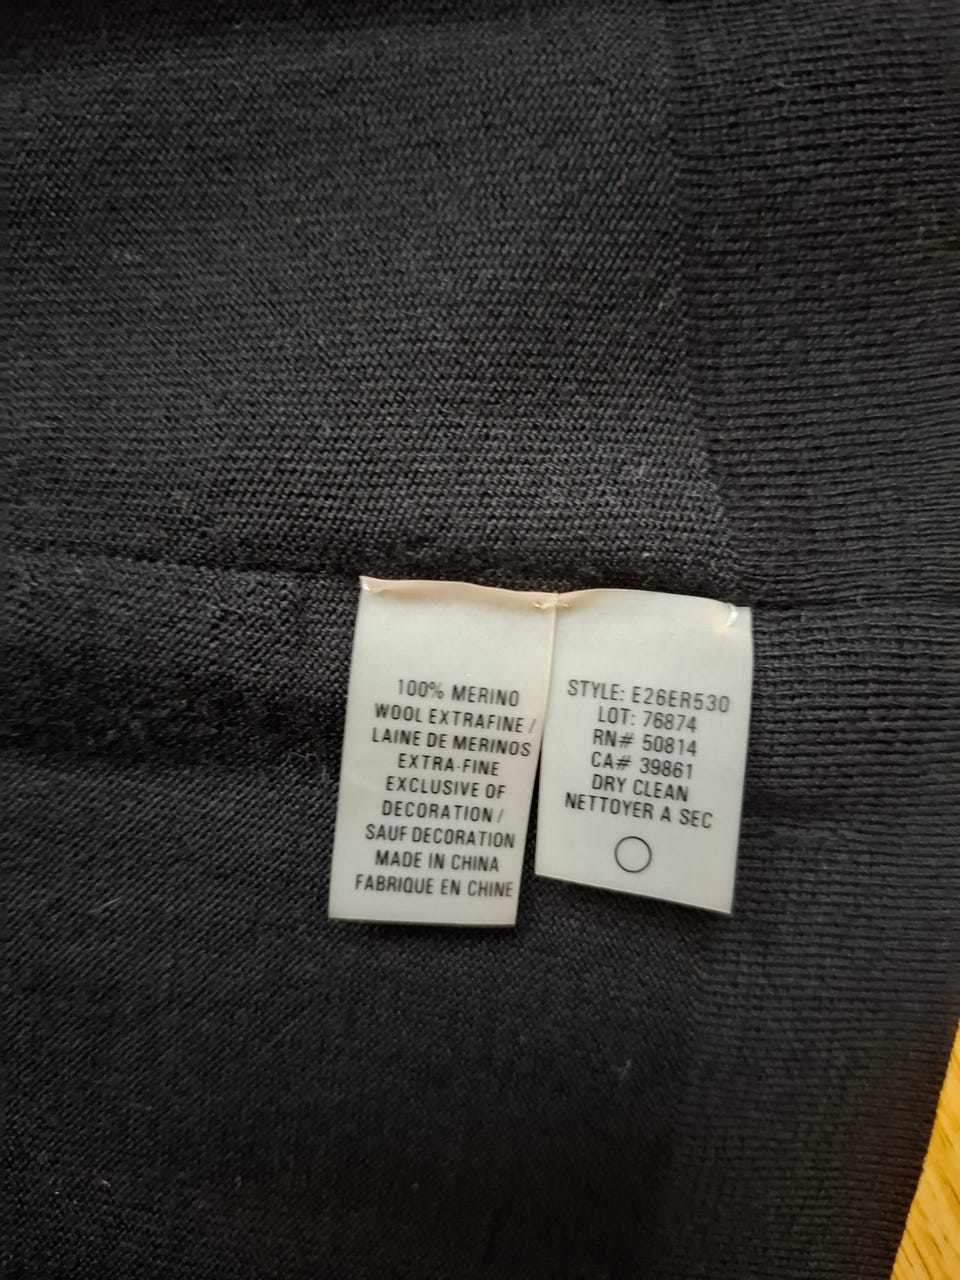 100% MERINO
WOOL EXTRAFINE /
LAINE DE MERINOS
EXTRA-FINE
EXCLUSIVE OF
DECORATION /
SAUF DECORATION
MADE IN CHINA
FABRIQUE EN CHINE
STYLE: E26ER530
LOT: 76874
RN# 50814
CA# 39861
DRY CLEAN
NETTOYER A SEC